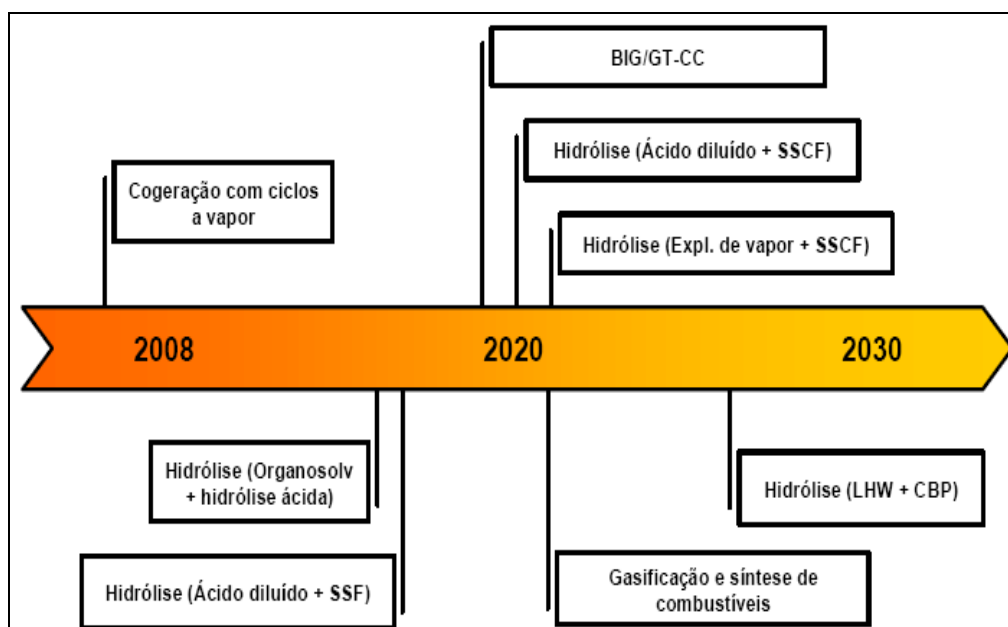 BIG/GT-CC
Hidrólise (Ácido diluído + SSCF)
Cogeração com ciclos
a vapor
Hidrólise (Expl. de vapor + SSCF)
2008
2020
2030
Hidrólise (Organosolv
+ hidrólise ácida)
Hidrólise (LHW + CBP)
Hidrólise (Ácido diluído + SSF)
Gasificação e síntese de
combustíveis